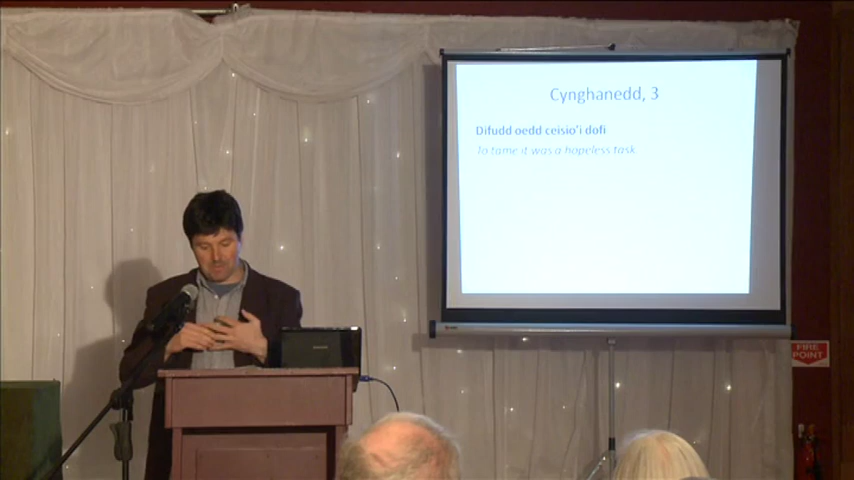 Cynghanedd, 3
Difudd oedd ceisio'i dofi
To tame it was a hopeless task
FIRE
POINT